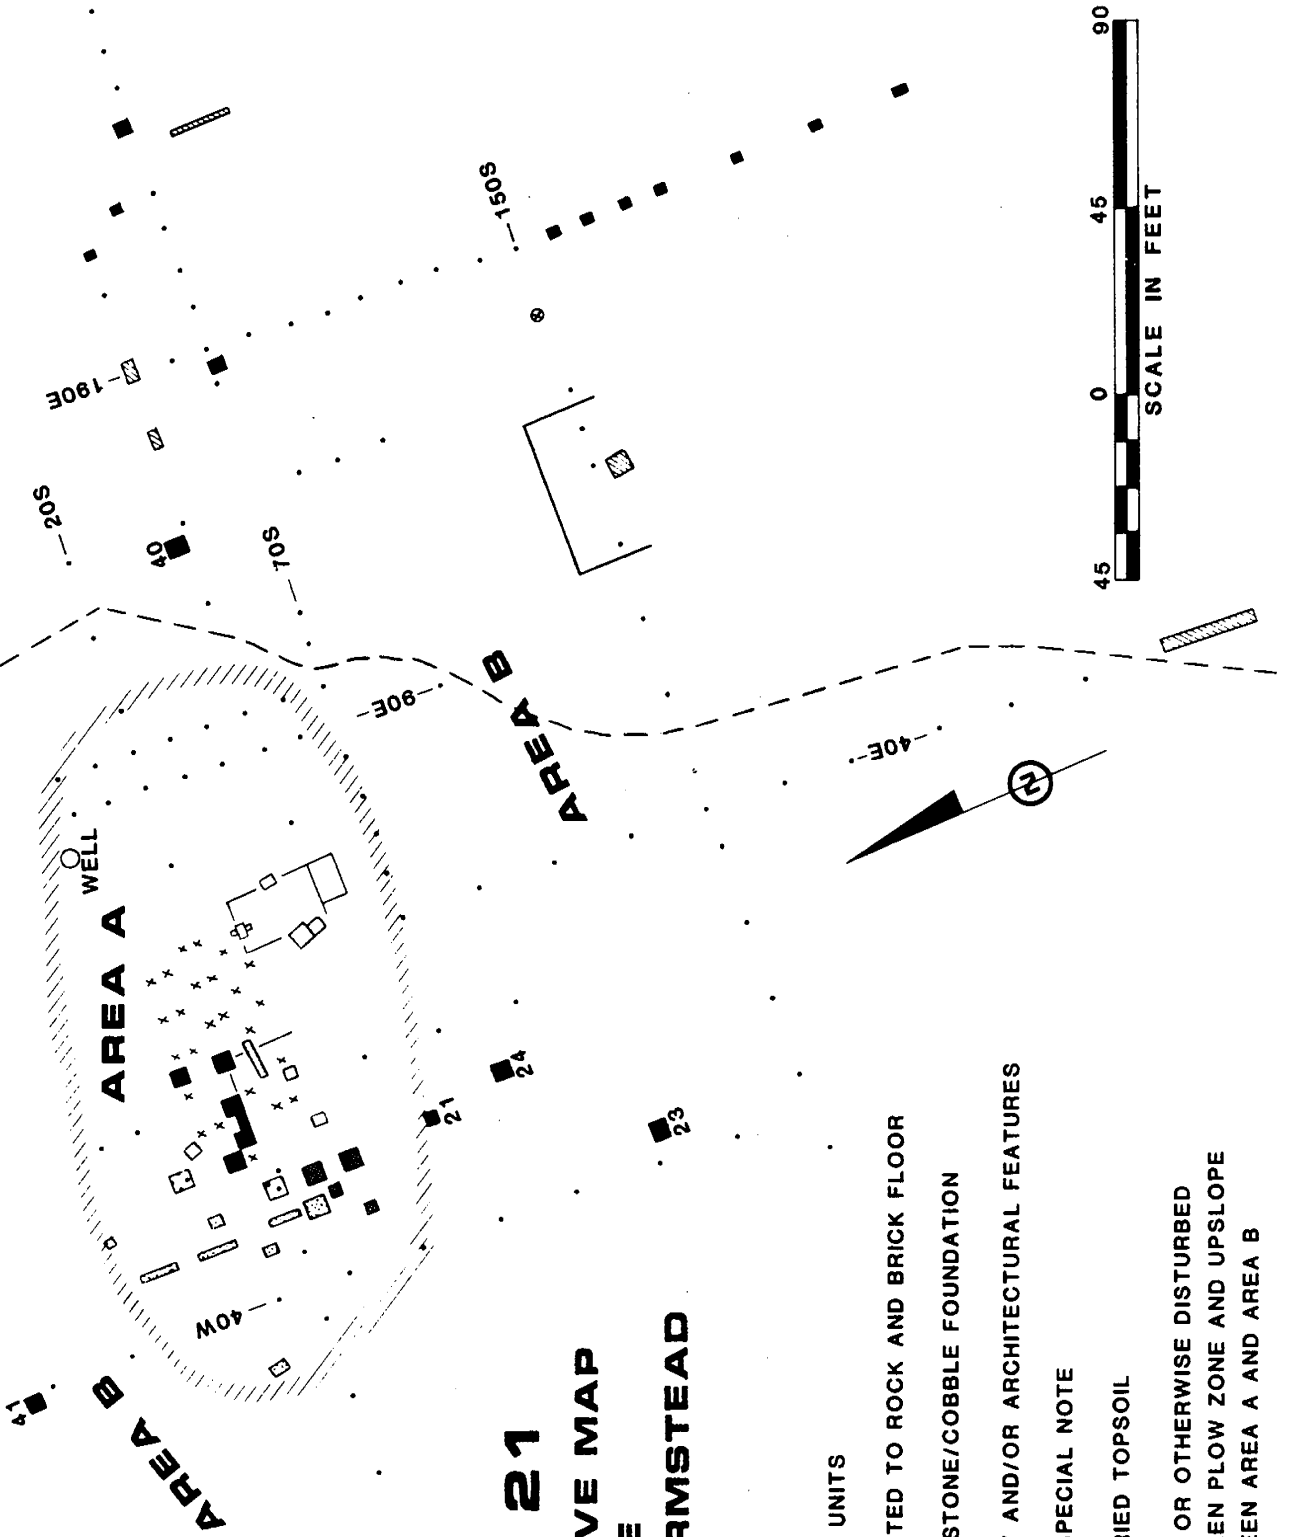 21
VE MAP
E
RMSTEAD
UNITS
TED TO ROCK AND BRICK FLOOR
STONE/COBBLE FOUNDATION
AND/OR ARCHITECTURAL FEATURES
PECIAL NOTE
IED TOPSOIL
OR OTHERWISE DISTURBED
EN PLOW ZONE AND UPSLOPE
EEN AREA A AND AREA B
AREA B
41
40W
AREA A
WELL
21
24
23
AREA B
90E
40E
N
20S
40
70S
190E
150S
45 0 45 90
SCALE IN FEET